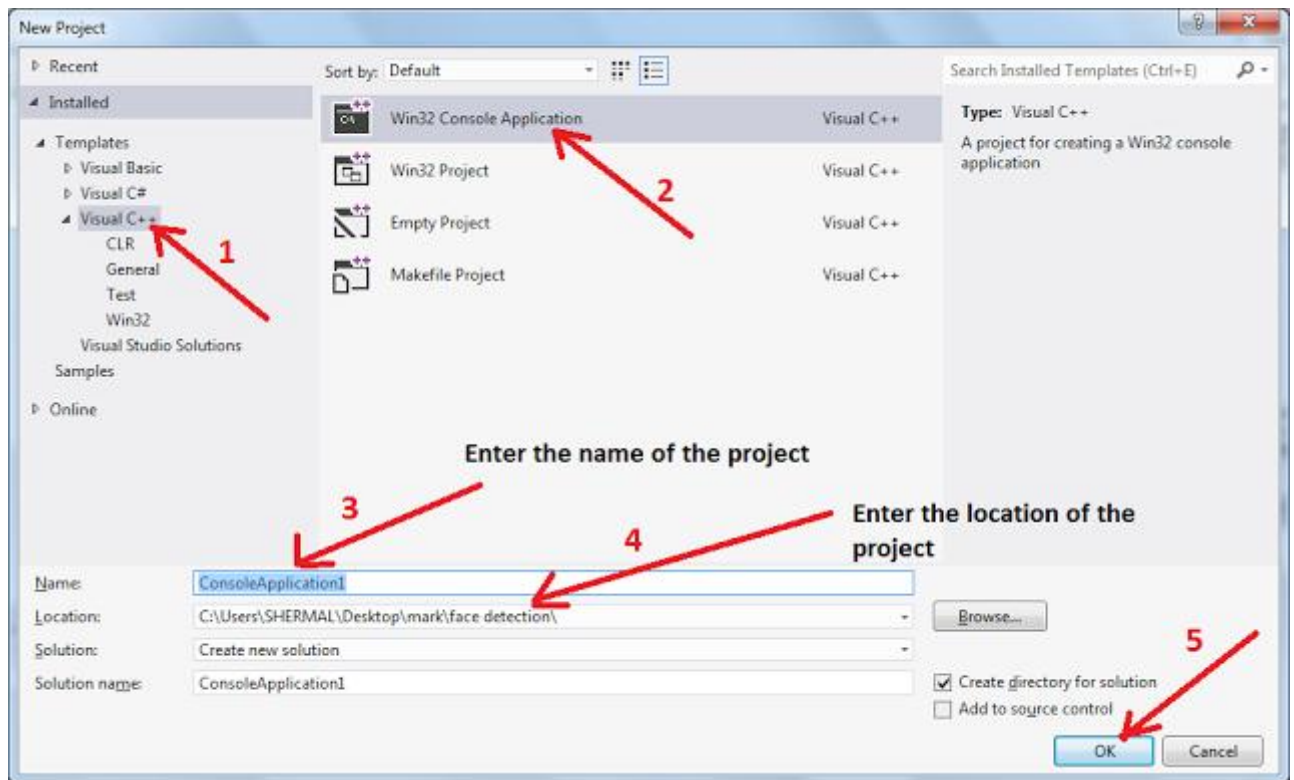 New Project
Recent
Installed
Templates
Visual Basic
Visual C#
Visual C++
CLR
General
Test
Win32
Visual Studio Solutions
Samples
Online
Sort by: Default
Win32 Console Application Visual C++
Win32 Project Visual C++
Empty Project Visual C++
Makefile Project Visual C++
Search Installed Templates (Ctrl+E)
Type: Visual C++
A project for creating a Win32 console
application
1
2
Enter the name of the project
3
4
Enter the location of the
project
Name: ConsoleApplication1
Location: C:\Users\SHERMAL\Desktop\mark\face detection\
Browse...
Solution: Create new solution
Solution name: ConsoleApplication1
5
Create directory for solution
Add to source control
OK Cancel